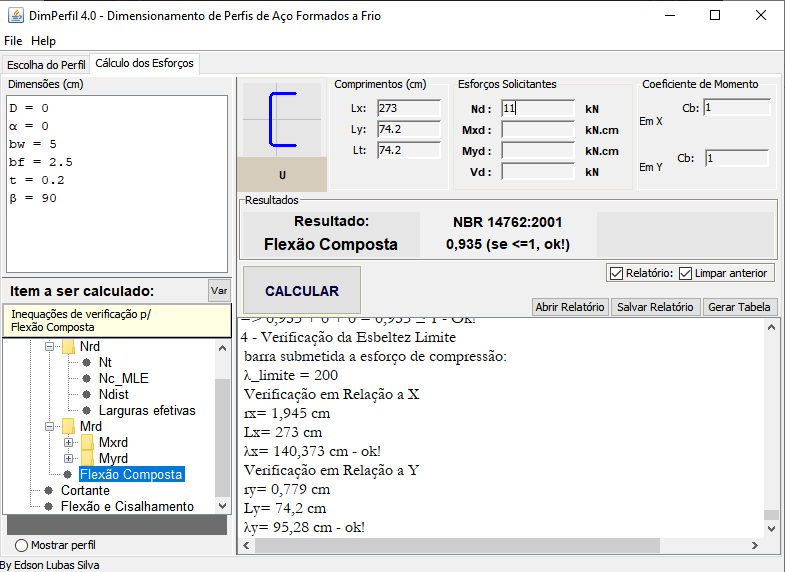 DimPerfil 4.0 - Dimensionamento de Perfis de Aço Formados a Frio
File Help
Escolha do Perfil Cálculo dos Esforços
Dimensões (cm)
D = 0
α = 0
bw = 5
bf = 2.5
t = 0.2
β = 90
U
Comprimentos (cm)
Lx: 273
Ly: 74.2
Lt: 74.2
Esforços Solicitantes
Nd : 11 kN
Mxd : kN.cm
Myd : kN.cm
Vd : kN
Coeficiente de Momento
Cb: 1
Em X
Cb: 1
Em Y
Resultados
Resultado: NBR 14762:2001
Flexão Composta 0,935 (se <=1, ok!)
Relatório: Limpar anterior
Item a ser calculado: Var
CALCULAR
Abrir Relatório Salvar Relatório Gerar Tabela
Inequações de verificação p/
Flexão Composta
Nrd
Nt
Nc_MLE
Ndist
Larguras efetivas
Mrd
Mxrd
Myrd
Flexão Composta
Cortante
Flexão e Cisalhamento
Mostrar perfil
=> 0,935 + 0 + 0 = 0,935 ≤ 1 - Ok!
4 - Verificação da Esbeltez Limite
barra submetida a esforço de compressão:
λ_limite = 200
Verificação em Relação a X
rx= 1,945 cm
Lx= 273 cm
λx= 140,373 cm - ok!
Verificação em Relação a Y
ry= 0,779 cm
Ly= 74,2 cm
λy= 95,28 cm - ok!
By Edson Lubas Silva